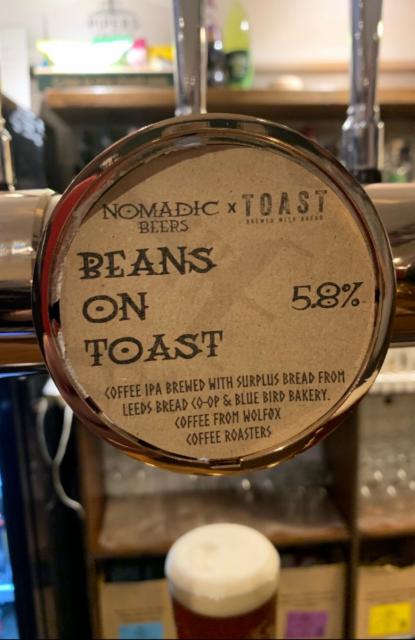 NOMADIC BEERS x TOAST
BREWED WITH BREAD
BEANS
ON
TOAST
5.8%
COFFEE IPA BREWED WITH SURPLUS BREAD FROM
LEEDS BREAD CO-OP & BLUE BIRD BAKERY.
COFFEE FROM WOLFOX
COFFEE ROASTERS